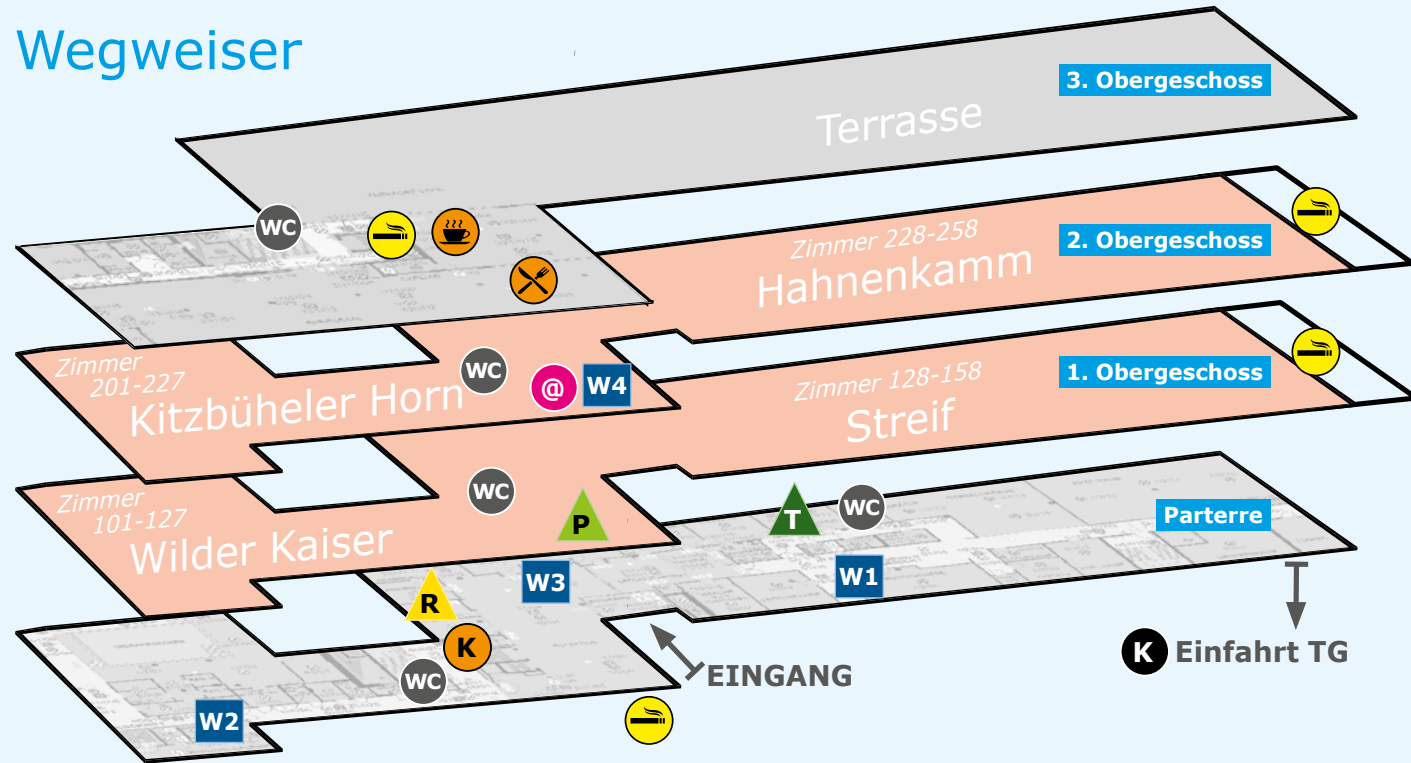 Wegweiser
3. Obergeschoss
Terrasse
WC
Zimmer 228-258
2. Obergeschoss
Hahnenkamm
Zimmer
201-227
WC
@
W4
Kitzbüheler Horn
Zimmer 128-158
1. Obergeschoss
Streif
Zimmer
101-127
WC
P
Wilder Kaiser
T
WC
Parterre
W3
W1
R
K
WC
W2
EINGANG
K
Einfahrt TG